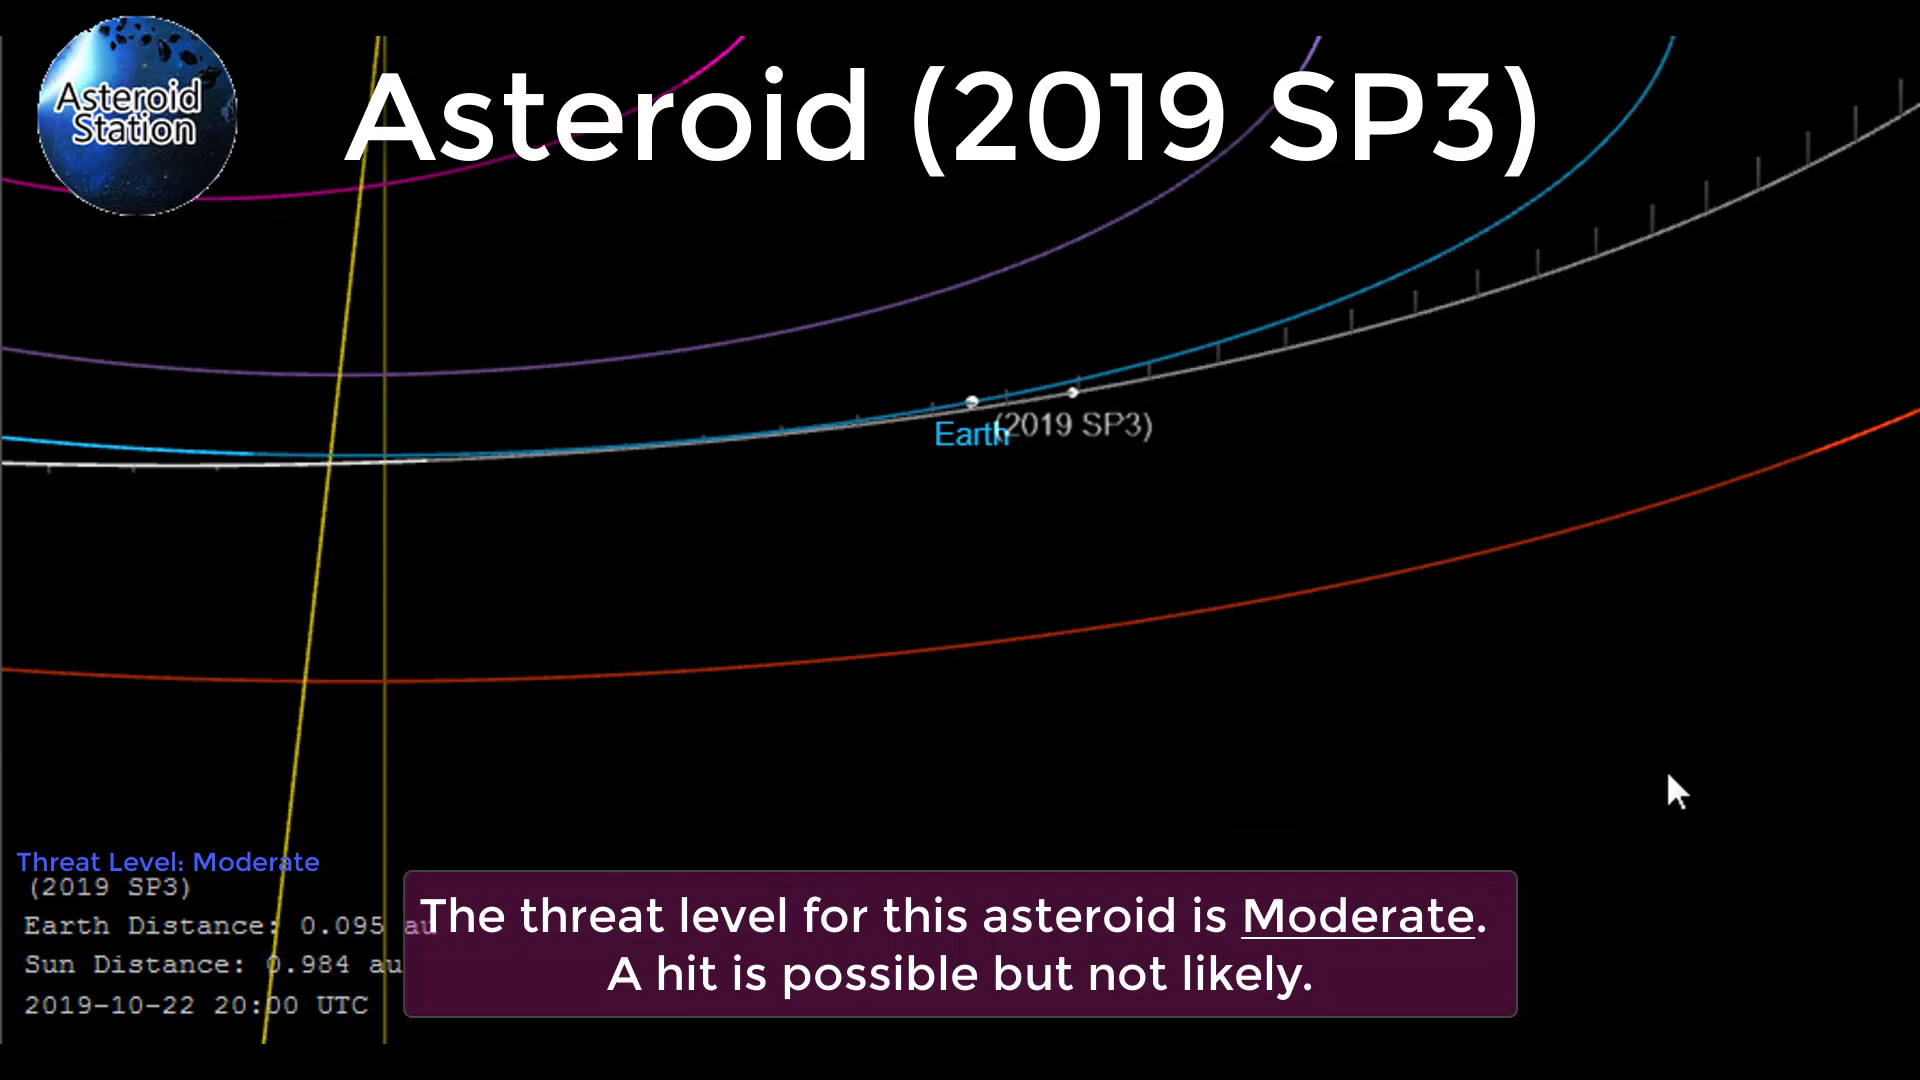 Asteroid
Station
Asteroid (2019 SP3)
Earth
(2019 SP3)
Threat Level: Moderate
(2019 SP3)
Earth Distance: 0.095 au
Sun Distance: 0.984 au
2019-10-22 20:00 UTC
The threat level for this asteroid is Moderate.
A hit is possible but not likely.